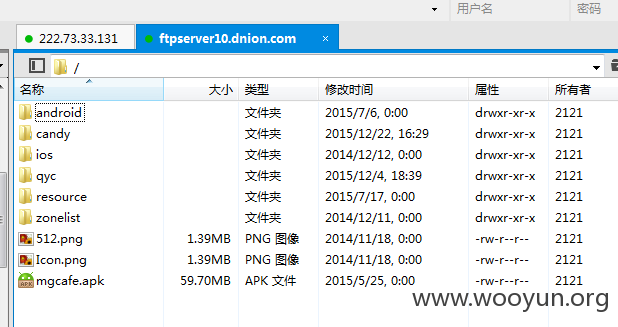 用户名 密码
222.73.33.131 ftpserver10.dnion.com ×
/
名称 大小 类型 修改时间 属性 所有者
android 文件夹 2015/7/6, 0:00 drwxr-xr-x 2121
candy 文件夹 2015/12/22, 16:29 drwxr-xr-x 2121
ios 文件夹 2014/12/12, 0:00 drwxr-xr-x 2121
qyc 文件夹 2015/12/4, 18:39 drwxr-xr-x 2121
resource 文件夹 2015/7/17, 0:00 drwxr-xr-x 2121
zonelist 文件夹 2014/12/11, 0:00 drwxr-xr-x 2121
512.png 1.39MB PNG 图像 2014/11/18, 0:00 -rw-r--r-- 2121
Icon.png 1.39MB PNG 图像 2014/11/18, 0:00 -rw-r--r-- 2121
mgcafe.apk 59.70MB APK 文件 2015/5/25, 0:00 -rw-r--r-- 2121
www.wooyun.org